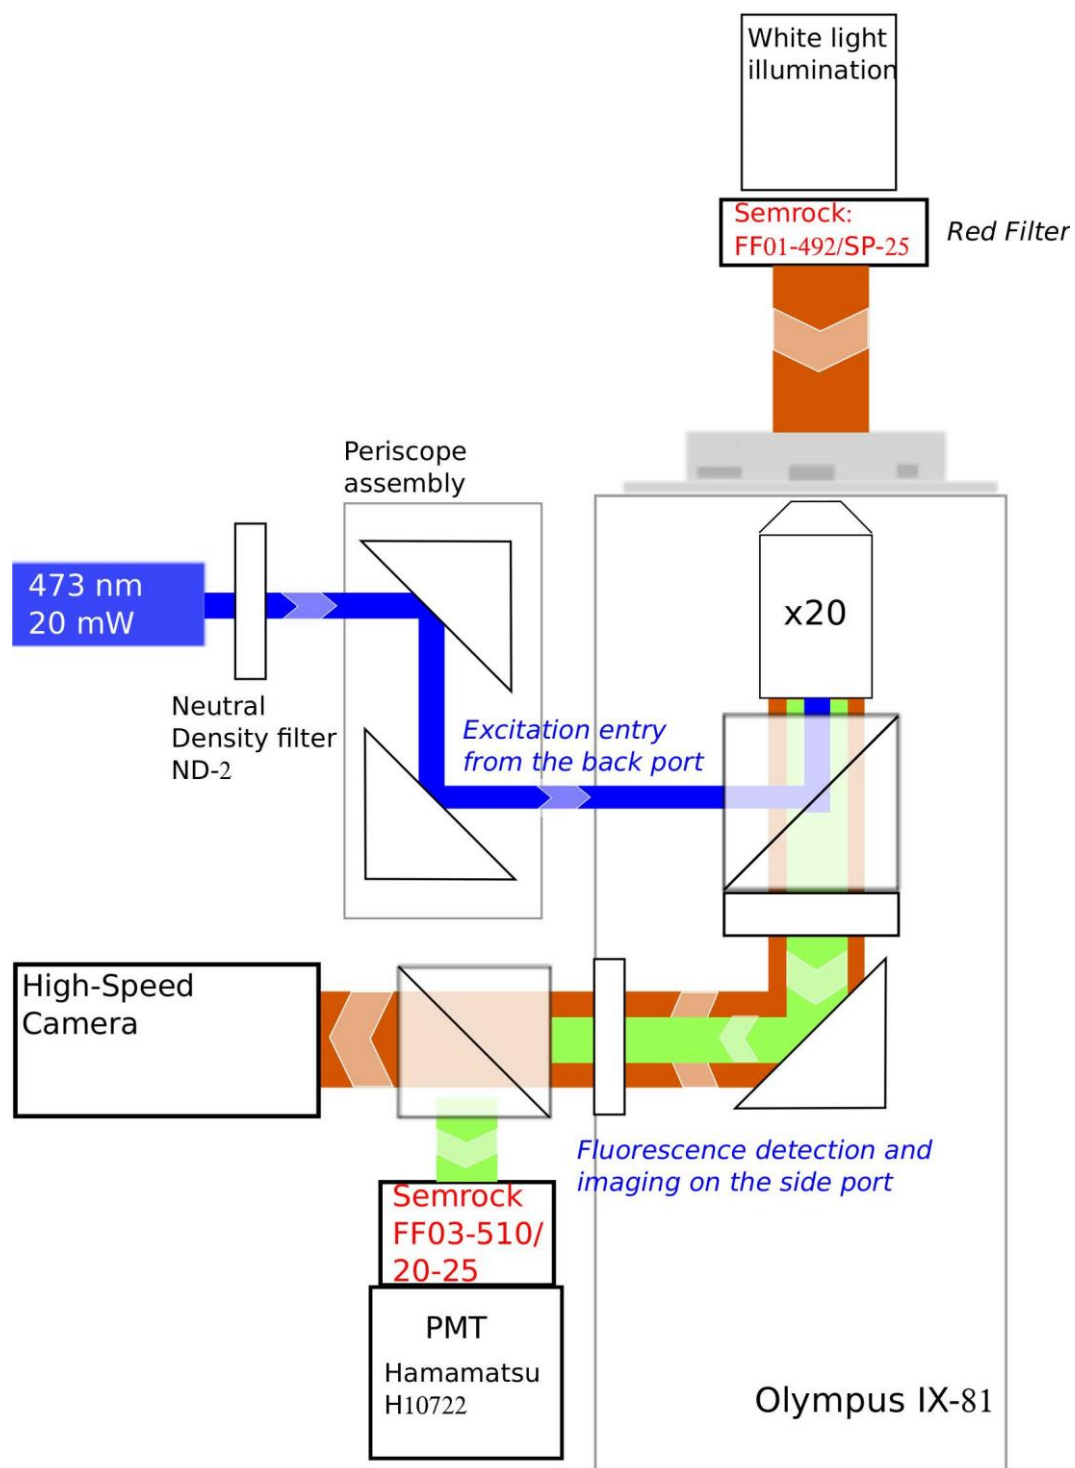 White light
illumination
Semrock:
FF01-492/SP-25
Red Filter
Periscope
assembly
473 nm
20 mW
x20
Neutral
Density filter
ND-2
Excitation entry
from the back port
High-Speed
Camera
Fluorescence detection and
imaging on the side port
Semrock
FF03-510/
20-25
PMT
Hamamatsu
H10722
Olympus IX-81